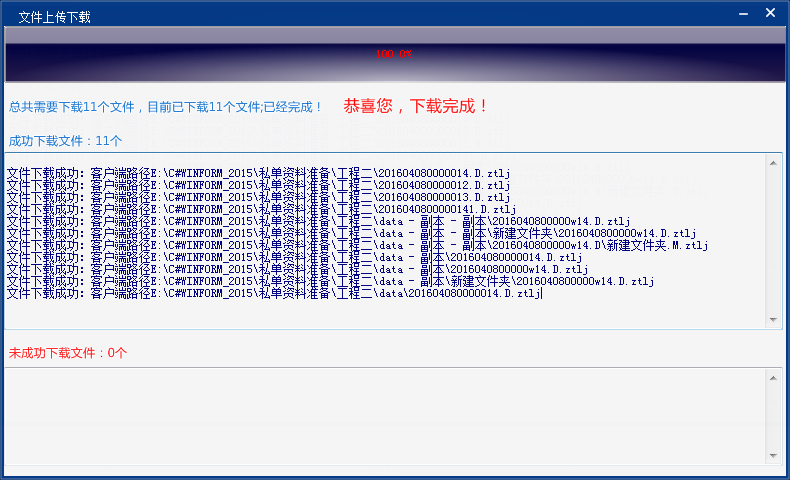 文件上传下载
100.0%
总共需要下载11个文件，目前已下载11个文件;已经完成！ 恭喜您，下载完成！
成功下载文件：11个
文件下载成功: 客户端路径E:\C#WINFORM_2015\私单资料准备\工程二\201604080000014.D.ztlj
文件下载成功: 客户端路径E:\C#WINFORM_2015\私单资料准备\工程二\201604080000012.D.ztlj
文件下载成功: 客户端路径E:\C#WINFORM_2015\私单资料准备\工程二\201604080000013.D.ztlj
文件下载成功: 客户端路径E:\C#WINFORM_2015\私单资料准备\工程二\2016040800000141.D.ztlj
文件下载成功: 客户端路径E:\C#WINFORM_2015\私单资料准备\工程二\data - 副本 - 副本\2016040800000w14.D.ztlj
文件下载成功: 客户端路径E:\C#WINFORM_2015\私单资料准备\工程二\data - 副本 - 副本\新建文件夹\2016040800000w14.D.ztlj
文件下载成功: 客户端路径E:\C#WINFORM_2015\私单资料准备\工程二\data - 副本 - 副本\2016040800000w14.D\新建文件夹.M.ztlj
文件下载成功: 客户端路径E:\C#WINFORM_2015\私单资料准备\工程二\data - 副本\201604080000014.D.ztlj
文件下载成功: 客户端路径E:\C#WINFORM_2015\私单资料准备\工程二\data - 副本\2016040800000w14.D.ztlj
文件下载成功: 客户端路径E:\C#WINFORM_2015\私单资料准备\工程二\data - 副本\新建文件夹\2016040800000w14.D.ztlj
文件下载成功: 客户端路径E:\C#WINFORM_2015\私单资料准备\工程二\data\201604080000014.D.ztlj
未成功下载文件：0个